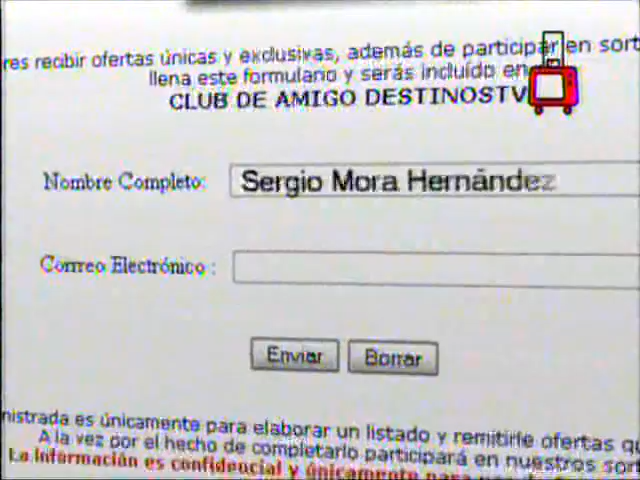 res recibir ofertas únicas y exclusivas, además de participar en sort
llena este formulario y serás incluído en
CLUB DE AMIGO DESTINOSTV
Nombre Completo: Sergio Mora Hernández
Correo Electrónico :
Enviar Borrar
nistrada es únicamente para elaborar un listado y remitirle ofertas qu
A la vez por el hecho de completarlo participará en nuestros sort
La información es confidencial y únicamente para